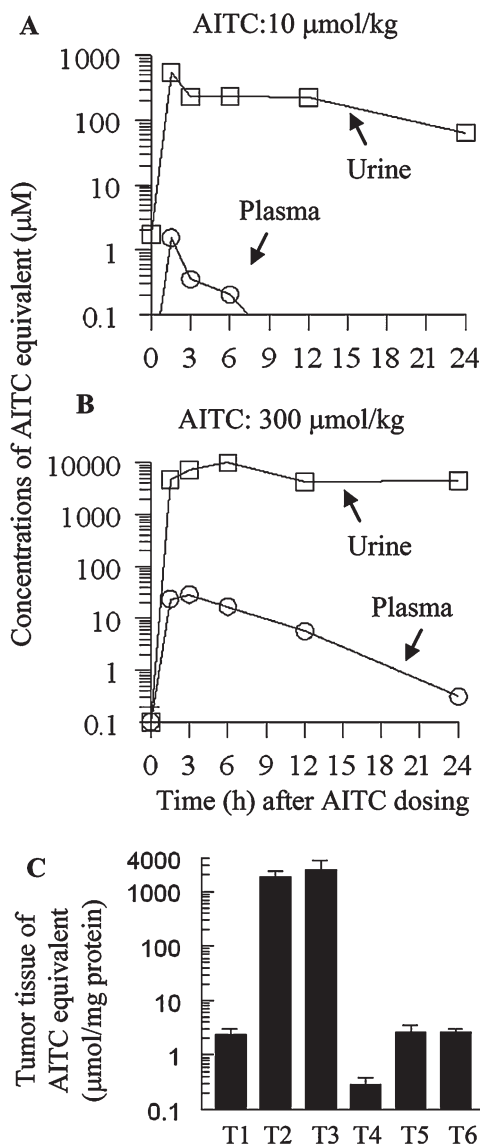 A
AITC:10 μmol/kg
1000
100
10
1
0.1
Urine
Plasma
0 3 6 9 12 15 18 21 24
Concentrations of AITC equivalent (μM)
B
AITC: 300 μmol/kg
10000
1000
100
10
1
0.1
Urine
Plasma
0 3 6 9 12 15 18 21 24
Time (h) after AITC dosing
C
Tumor tissue of
AITC equivalent
(μmol/mg protein)
4000
1000
100
10
1
0.1
T1 T2 T3 T4 T5 T6